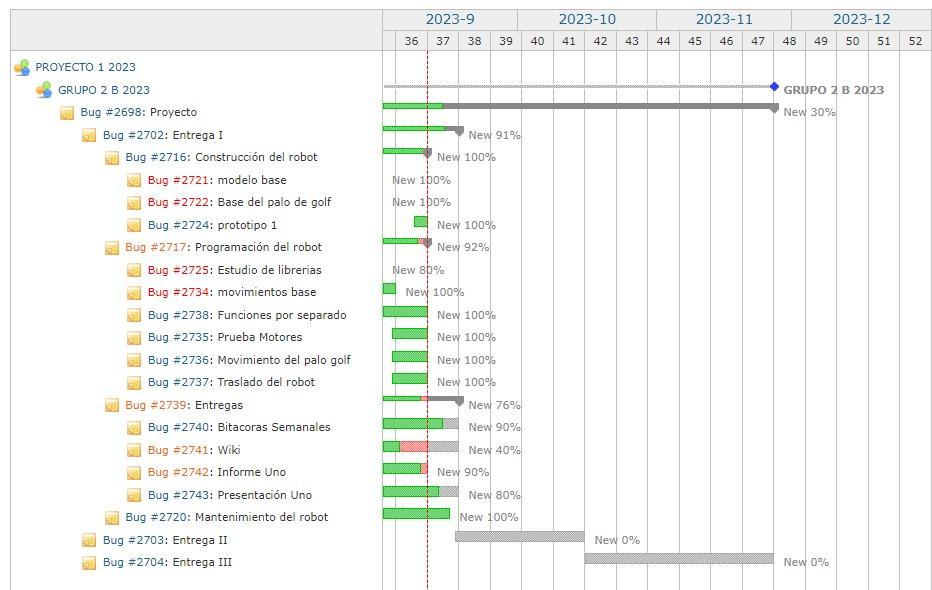 2023-9 2023-10 2023-11 2023-12
36 37 38 39 40 41 42 43 44 45 46 47 48 49 50 51 52
PROYECTO 1 2023
GRUPO 2 B 2023 GRUPO 2 B 2023
Bug #2698: Proyecto New 30%
Bug #2702: Entrega I New 91%
Bug #2716: Construcción del robot New 100%
Bug #2721: modelo base New 100%
Bug #2722: Base del palo de golf New 100%
Bug #2724: prototipo 1 New 100%
Bug #2717: Programación del robot New 92%
Bug #2725: Estudio de librerias New 80%
Bug #2734: movimientos base New 100%
Bug #2738: Funciones por separado New 100%
Bug #2735: Prueba Motores New 100%
Bug #2736: Movimiento del palo golf New 100%
Bug #2737: Traslado del robot New 100%
Bug #2739: Entregas New 76%
Bug #2740: Bitacoras Semanales New 90%
Bug #2741: Wiki New 40%
Bug #2742: Informe Uno New 90%
Bug #2743: Presentación Uno New 80%
Bug #2720: Mantenimiento del robot New 100%
Bug #2703: Entrega II New 0%
Bug #2704: Entrega III New 0%